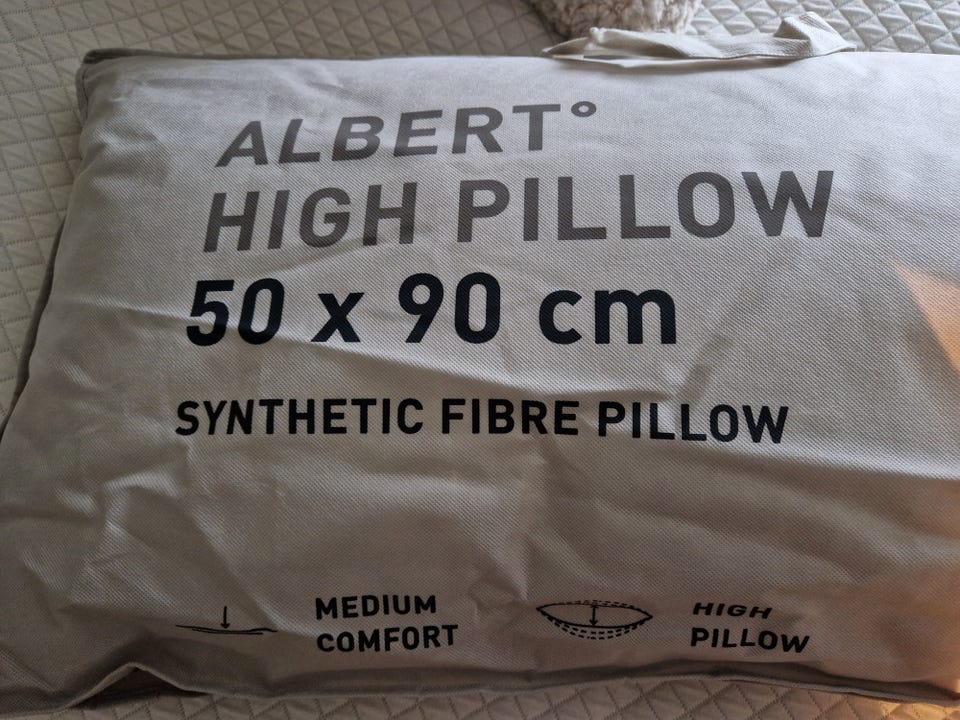 ALBERT°
HIGH PILLOW
50 x 90 cm
SYNTHETIC FIBRE PILLOW
MEDIUM
COMFORT
HIGH
PILLOW